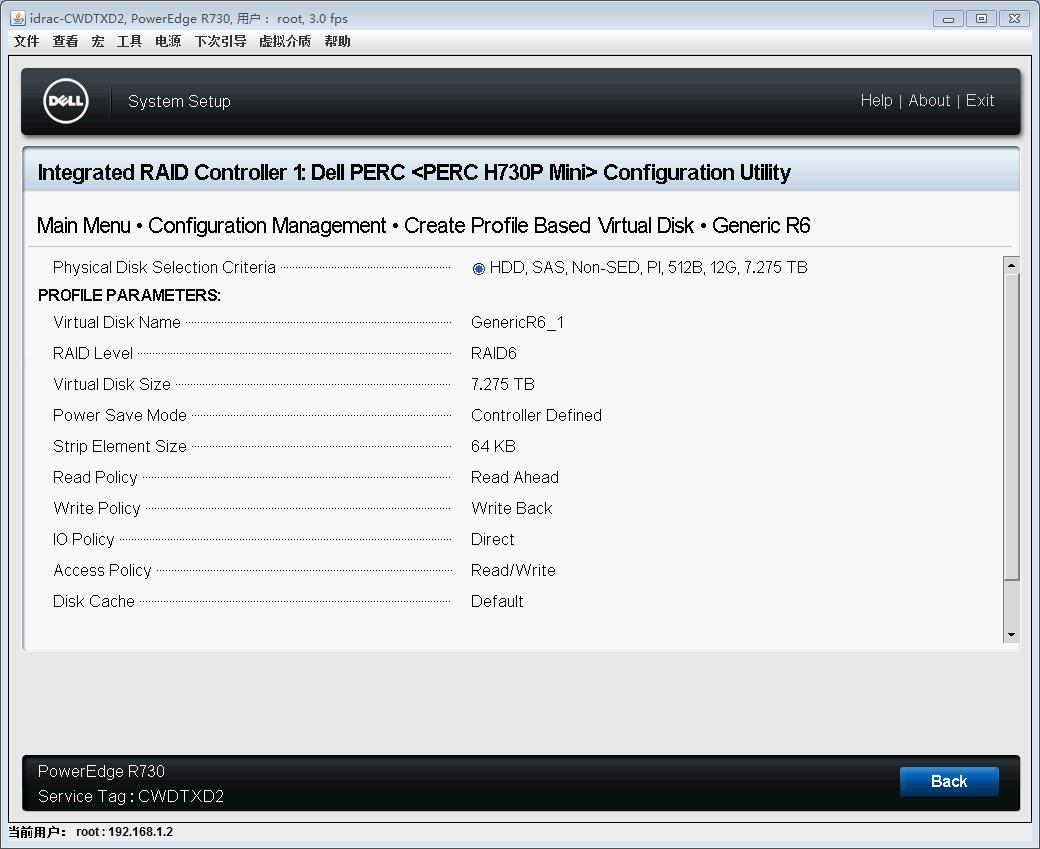 idrac-CWDTXD2, PowerEdge R730, 用户： root, 3.0 fps
文件 查看 宏 工具 电源 下次引导 虚拟介质 帮助
DELL System Setup Help | About | Exit
Integrated RAID Controller 1: Dell PERC <PERC H730P Mini> Configuration Utility
Main Menu • Configuration Management • Create Profile Based Virtual Disk • Generic R6
Physical Disk Selection Criteria HDD, SAS, Non-SED, PI, 512B, 12G, 7.275 TB
PROFILE PARAMETERS:
Virtual Disk Name GenericR6_1
RAID Level RAID6
Virtual Disk Size 7.275 TB
Power Save Mode Controller Defined
Strip Element Size 64 KB
Read Policy Read Ahead
Write Policy Write Back
IO Policy Direct
Access Policy Read/Write
Disk Cache Default
PowerEdge R730
Service Tag : CWDTXD2
Back
当前用户： root : 192.168.1.2